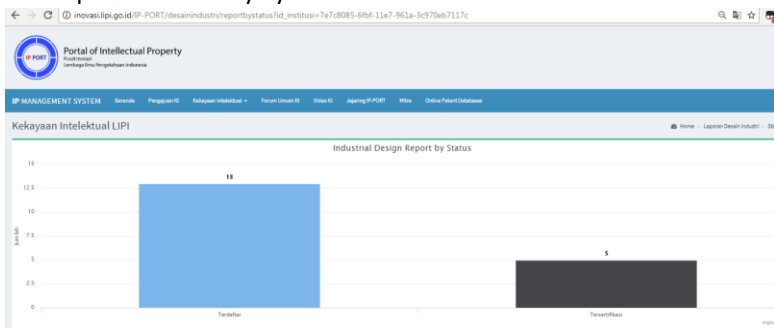 inovasi.lipi.go.id/IP-PORT/desainindustri/reportbystatus?id_institusi=7e7c8085-6fbf-11e7-961a-3c970eb7117c
IP PORT
Portal of Intellectual Property
Pusat Inovasi
Lembaga Ilmu Pengetahuan Indonesia
IP MANAGEMENT SYSTEM Beranda Pengajuan KI Kekayaan Intelektual Forum Umum KI Video KI Jejaring IP-PORT Mitra Online Patent Databases
Kekayaan Intelektual LIPI
Home > Laporan Desain Industri >
Industrial Design Report by Status
15
12.5
10
7.5
5
2.5
0
Jumlah
13
5
Terdaftar
Tersertifikasi